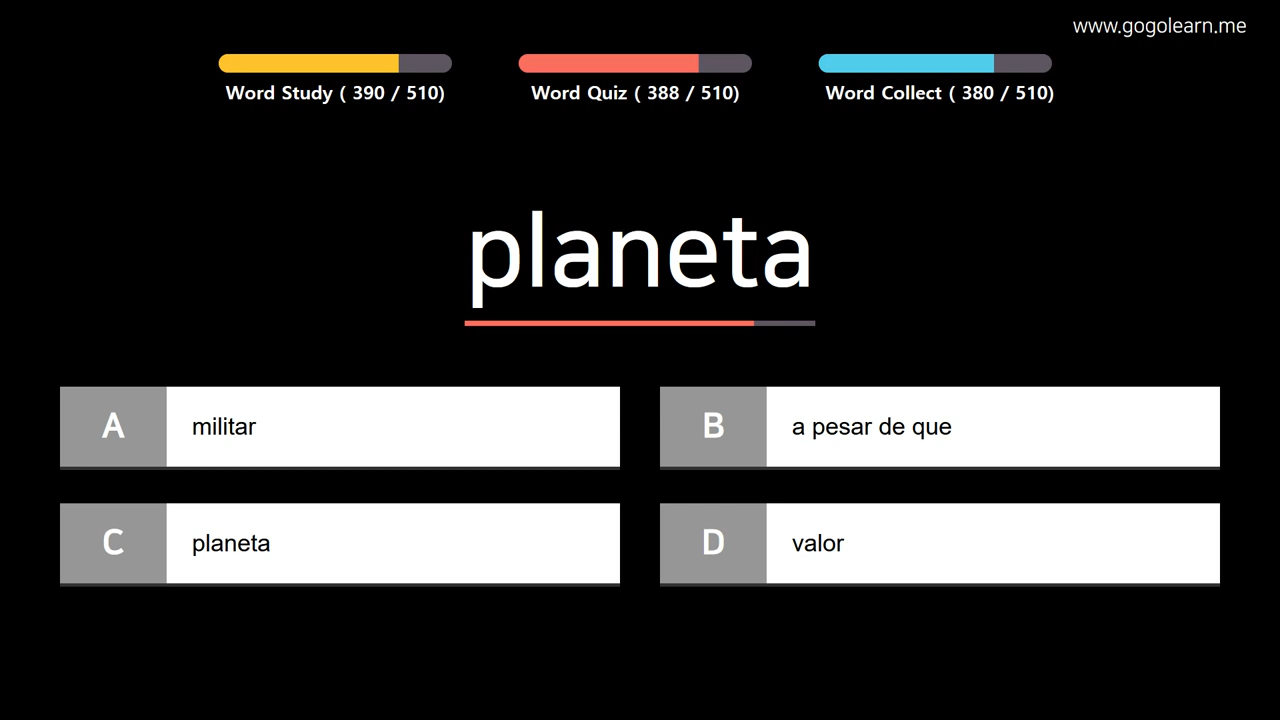 www.gogolearn.me
Word Study ( 390 / 510)
Word Quiz ( 388 / 510)
Word Collect ( 380 / 510)
planeta
A militar
B a pesar de que
C planeta
D valor